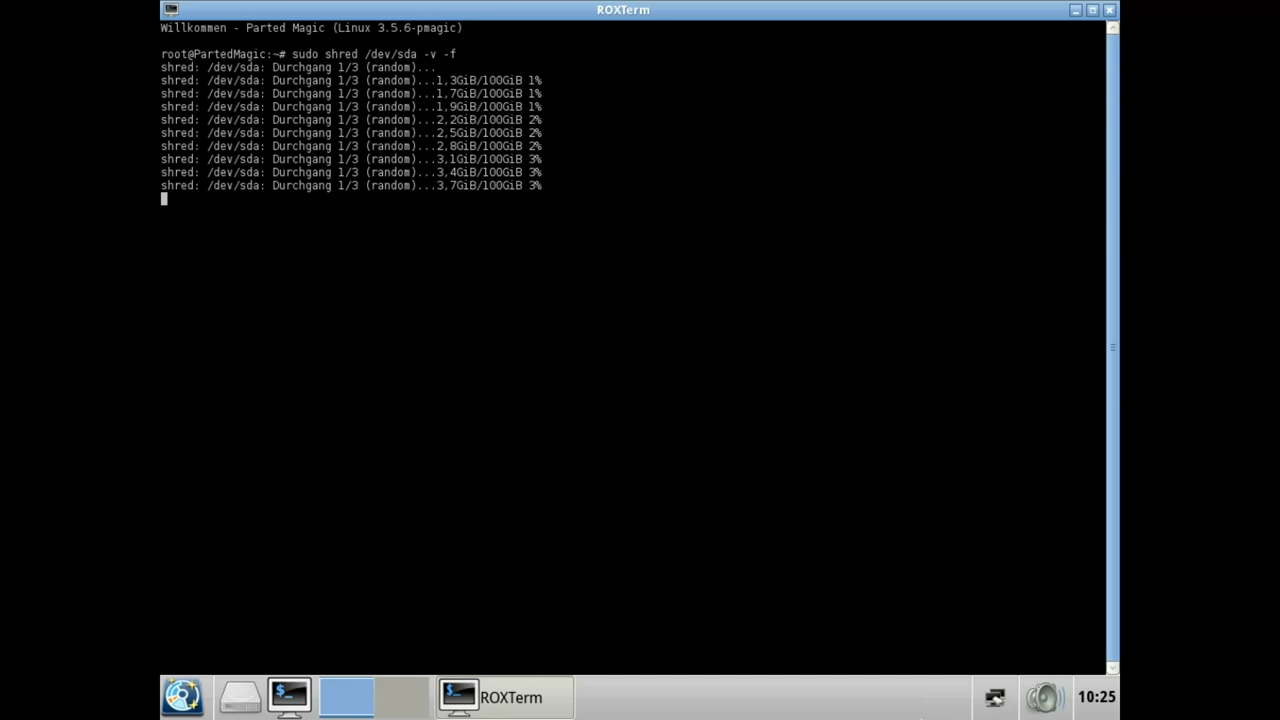 ROXTerm
Willkommen - Parted Magic (Linux 3.5.6-pmagic)
root@PartedMagic:~# sudo shred /dev/sda -v -f
shred: /dev/sda: Durchgang 1/3 (random)...
shred: /dev/sda: Durchgang 1/3 (random)...1,3GiB/100GiB 1%
shred: /dev/sda: Durchgang 1/3 (random)...1,7GiB/100GiB 1%
shred: /dev/sda: Durchgang 1/3 (random)...1,9GiB/100GiB 1%
shred: /dev/sda: Durchgang 1/3 (random)...2,2GiB/100GiB 2%
shred: /dev/sda: Durchgang 1/3 (random)...2,5GiB/100GiB 2%
shred: /dev/sda: Durchgang 1/3 (random)...2,8GiB/100GiB 2%
shred: /dev/sda: Durchgang 1/3 (random)...3,1GiB/100GiB 3%
shred: /dev/sda: Durchgang 1/3 (random)...3,4GiB/100GiB 3%
shred: /dev/sda: Durchgang 1/3 (random)...3,7GiB/100GiB 3%
ROXTerm
10:25